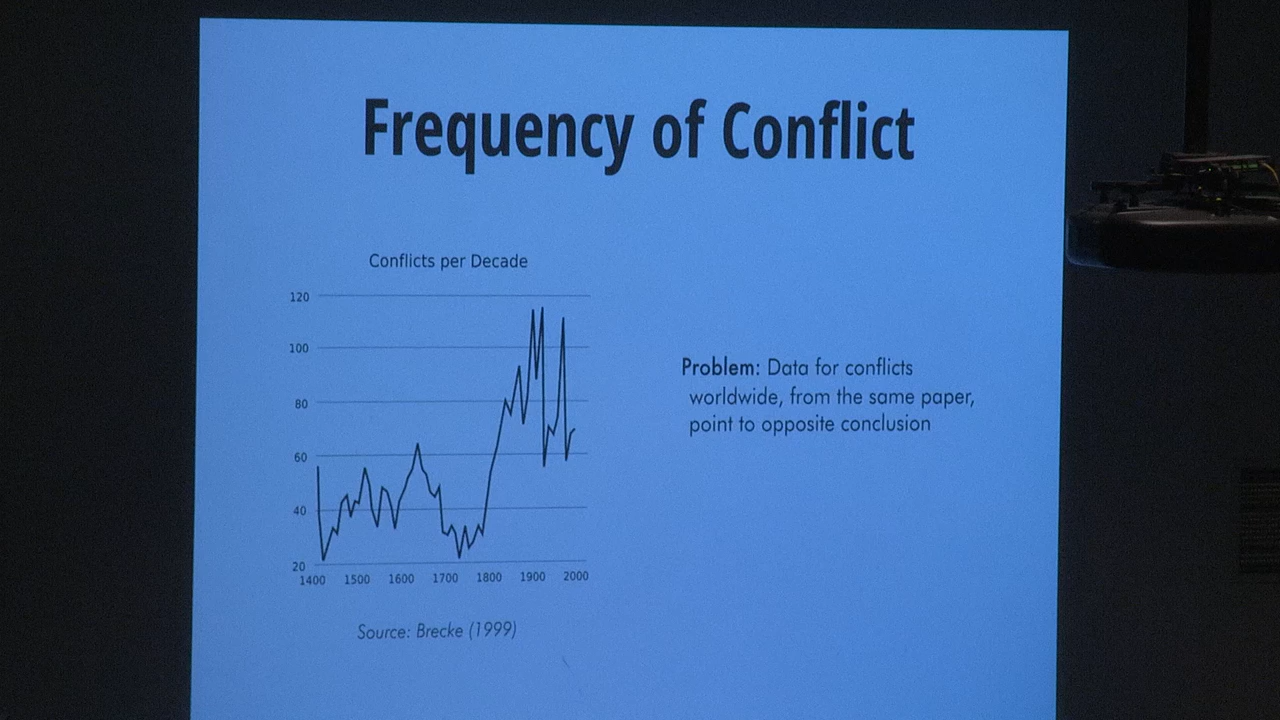 Frequency of Conflict
Conflicts per Decade
120
100
80
60
40
20
1400 1500 1600 1700 1800 1900 2000
Source: Brecke (1999)
Problem: Data for conflicts
worldwide, from the same paper,
point to opposite conclusion